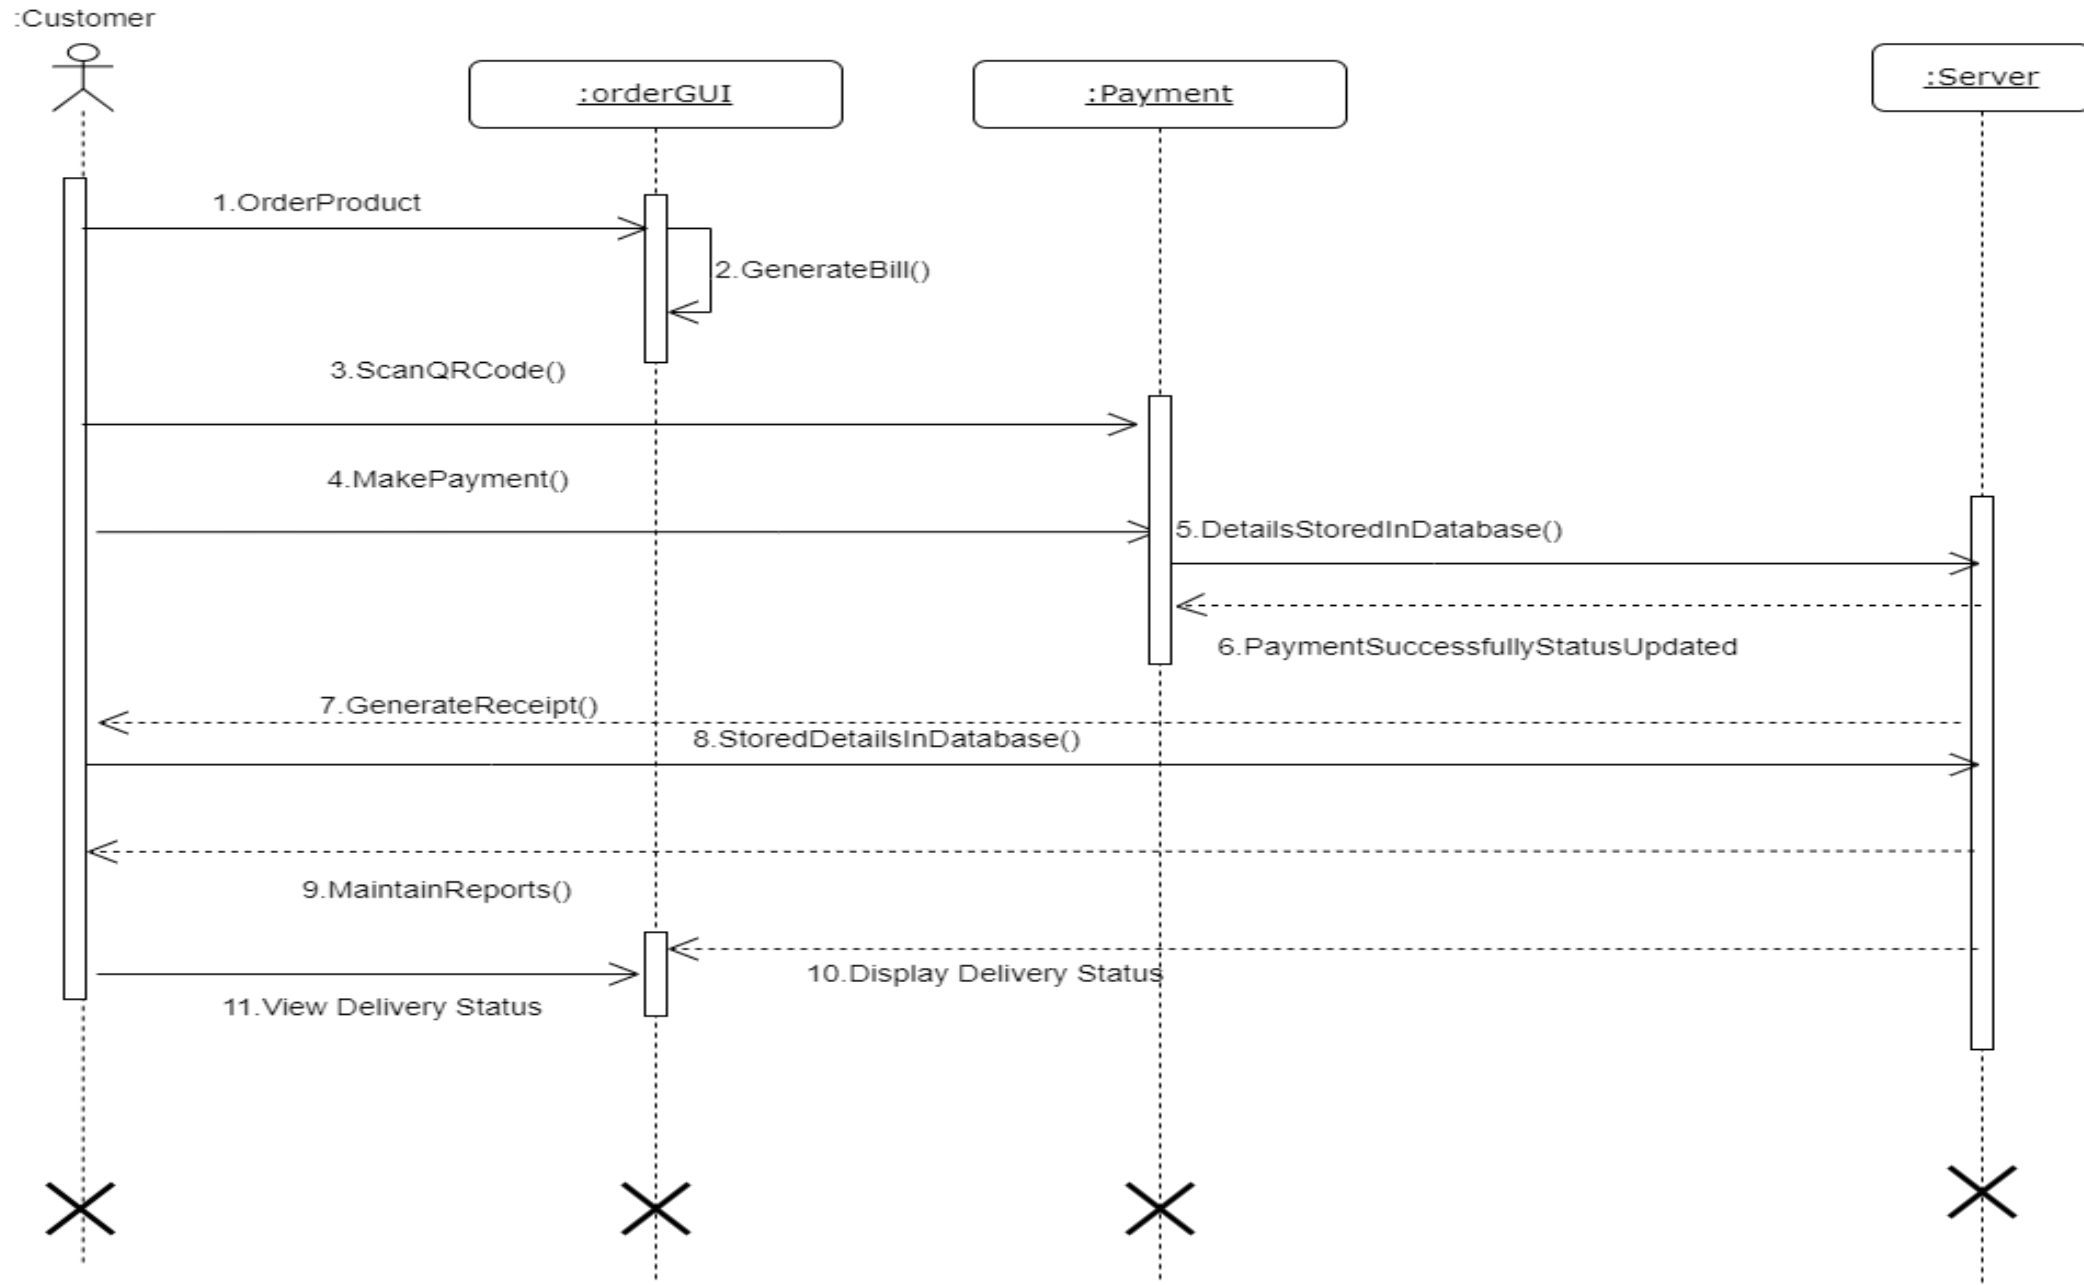 :Customer
:orderGUI
:Payment
:Server
1.OrderProduct
2.GenerateBill()
3.ScanQRCode()
4.MakePayment()
5.DetailsStoredInDatabase()
6.PaymentSuccessfullyStatusUpdated
7.GenerateReceipt()
8.StoredDetailsInDatabase()
9.MaintainReports()
10.Display Delivery Status
11.View Delivery Status